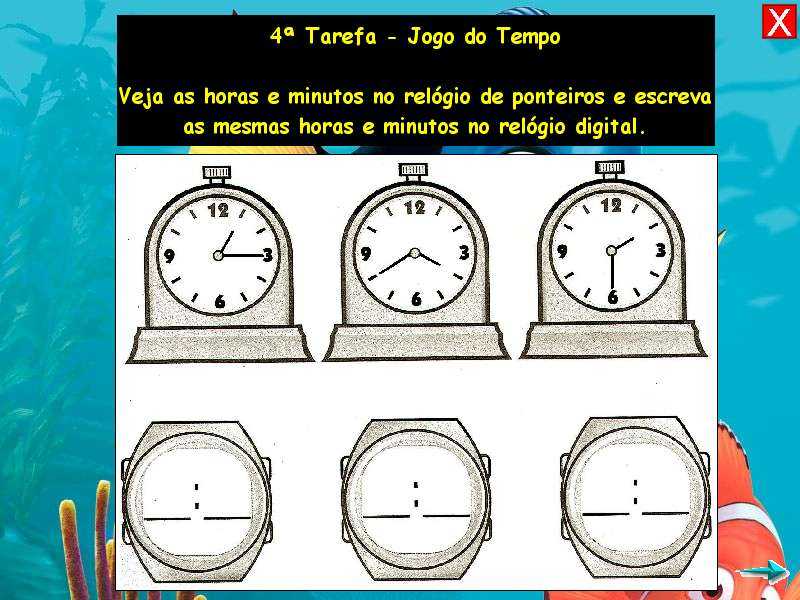 4ª Tarefa - Jogo do Tempo
X
Veja as horas e minutos no relógio de ponteiros e escreva
as mesmas horas e minutos no relógio digital.
12 12 12
9 3 9 3 9 3
6 6 6
: : :